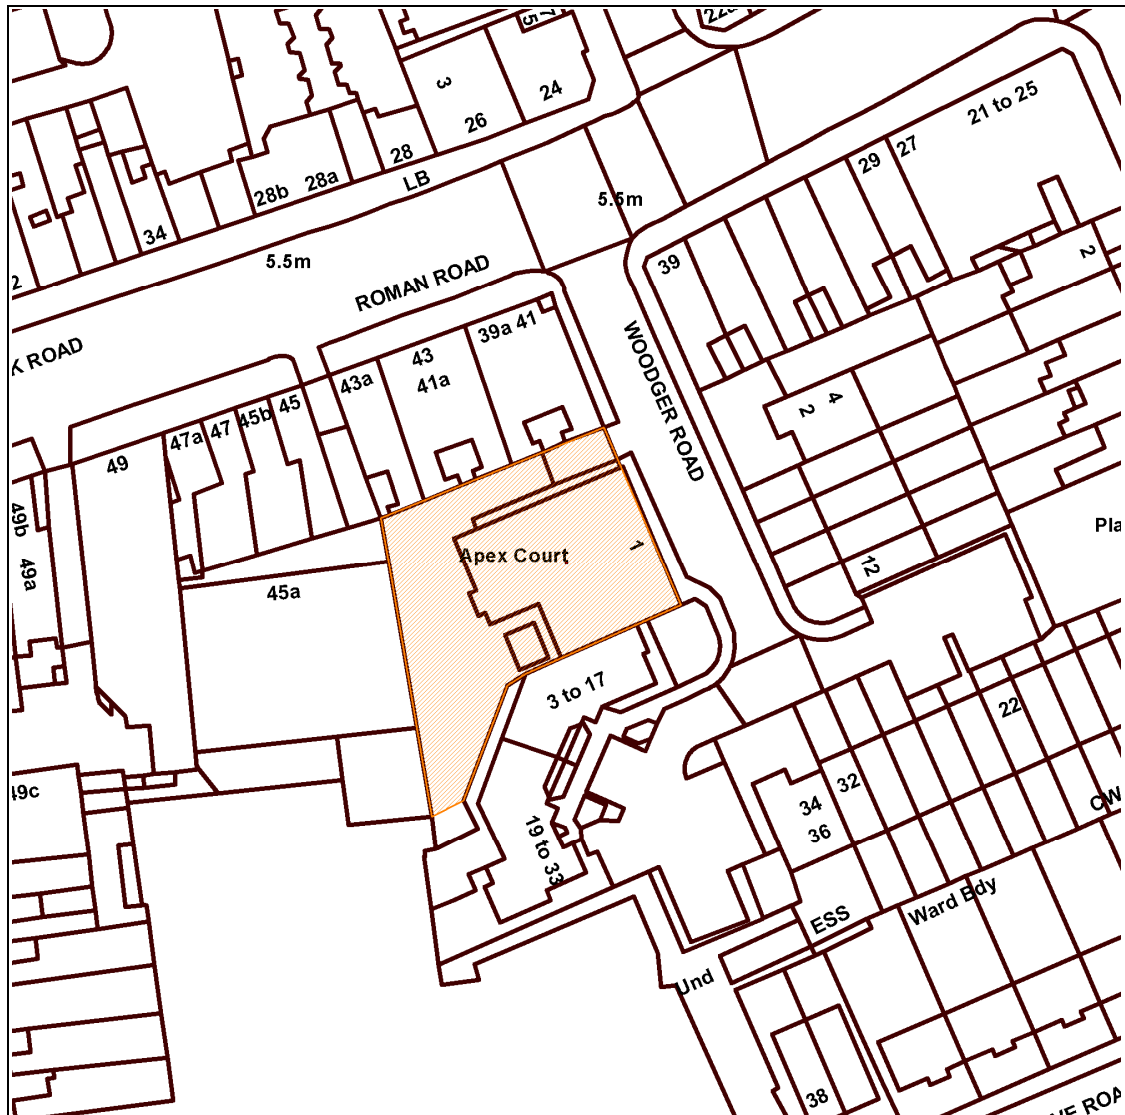 3
24
26
28
28a
28b
LB
34
5.5m
5.5m
21 to 25
27
29
39
2
ROMAN ROAD
WOODGER ROAD
K ROAD
39a 41
43
41a
43a
45
45b
47
47a
49
49b
49a
4
2
12
Pla
Apex Court
1
45a
3 to 17
22
32
34
36
CW
49c
19 to 33
ESS
Ward Bdy
Und
38
VE ROA